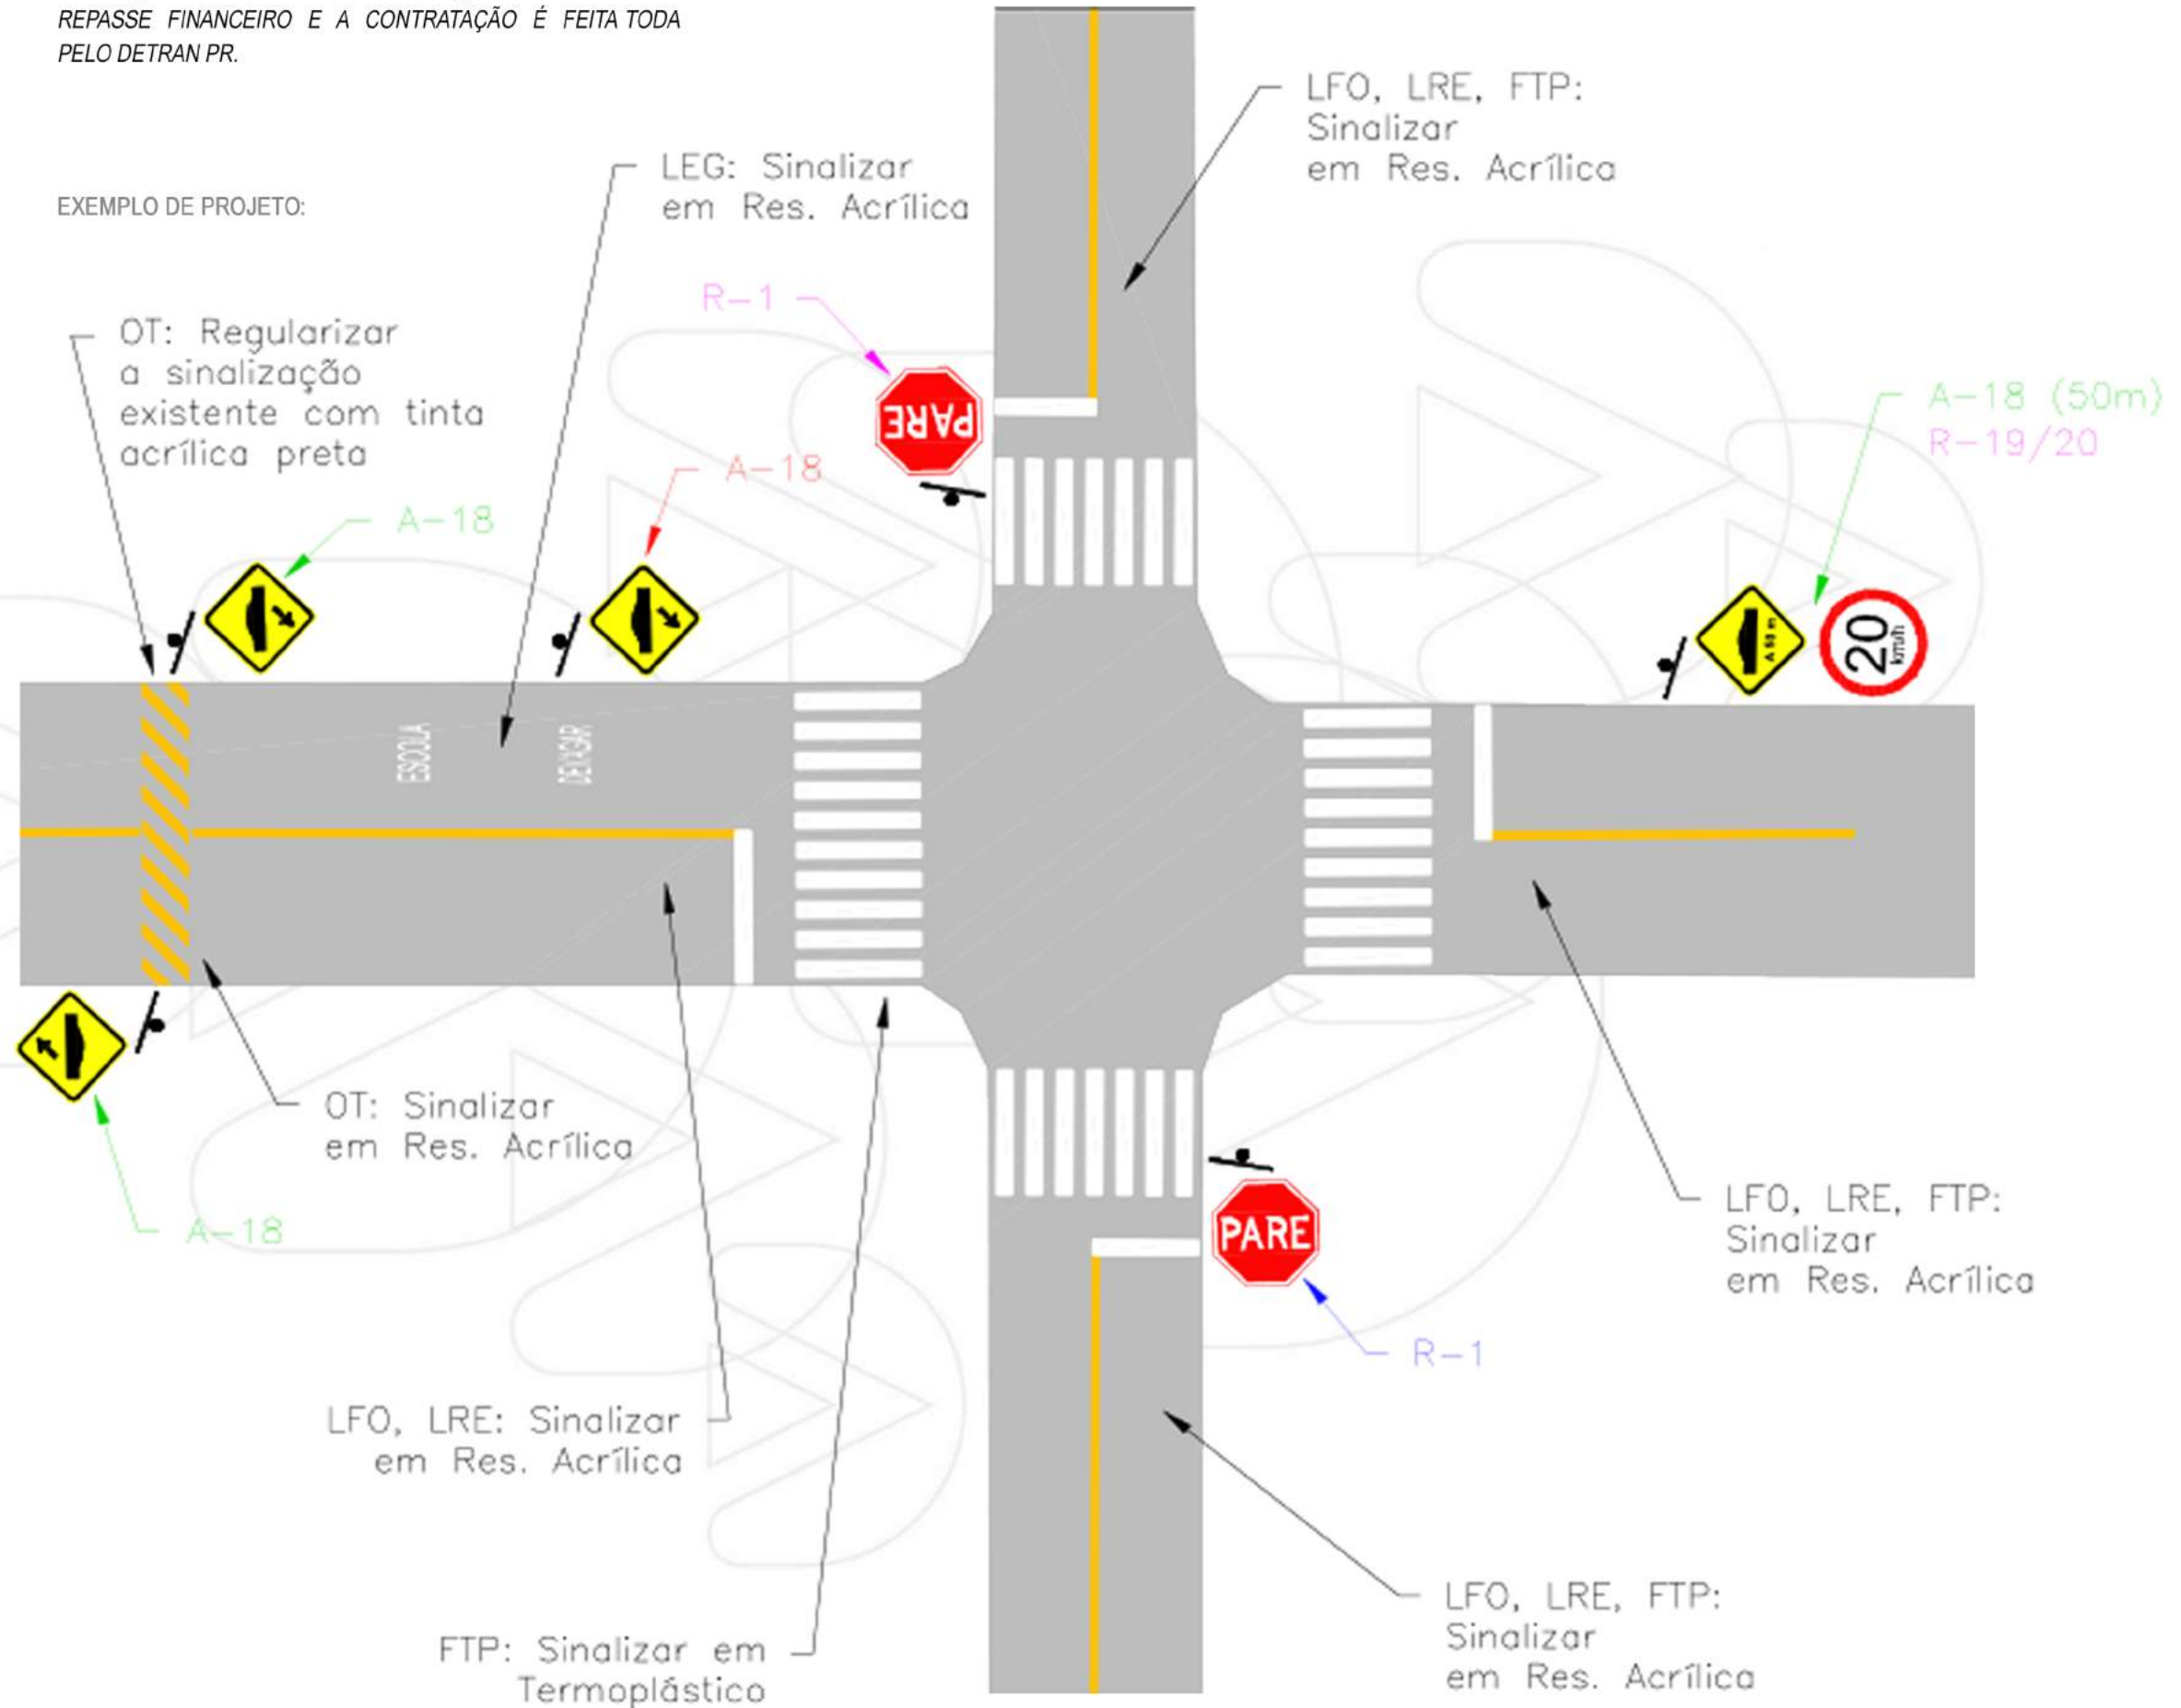 REPASSE FINANCEIRO E A CONTRATAÇÃO É FEITA TODA
PELO DETRAN PR.
EXEMPLO DE PROJETO:
LFO, LRE, FTP:
Sinalizar
em Res. Acrílica
LEG: Sinalizar
em Res. Acrílica
R-1
OT: Regularizar
a sinalização
existente com tinta
acrílica preta
PARE
A-18
A-18
A-18 (50m)
R-19/20
A 50 m
20
km/h
ESCOLA
DEVAGAR
OT: Sinalizar
em Res. Acrílica
A-18
PARE
R-1
LFO, LRE, FTP:
Sinalizar
em Res. Acrílica
LFO, LRE: Sinalizar
em Res. Acrílica
FTP: Sinalizar em
Termoplástico
LFO, LRE, FTP:
Sinalizar
em Res. Acrílica